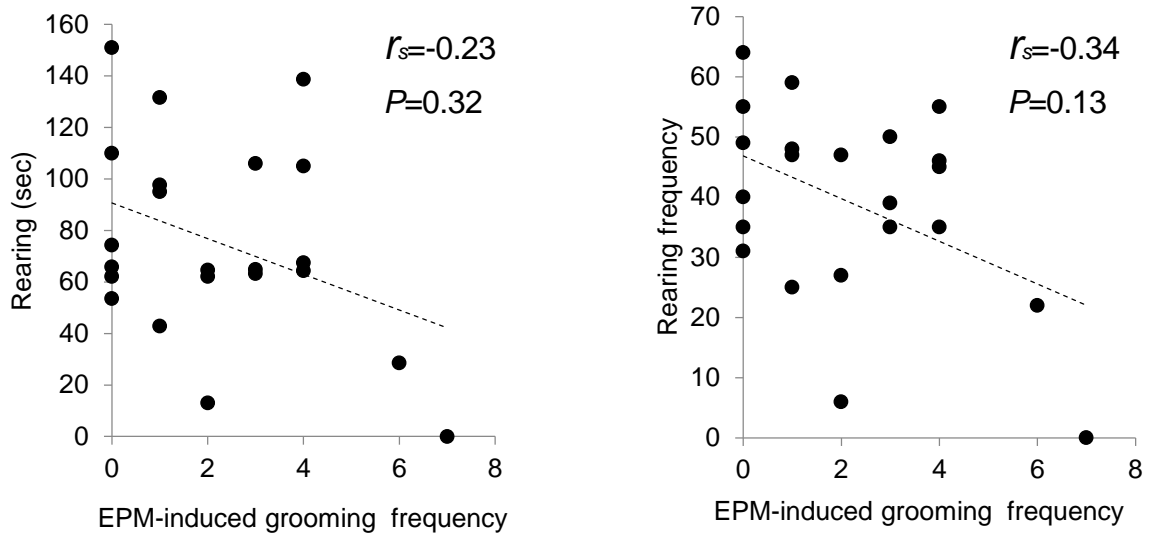 160
140
120
100
80
60
40
20
0
Rearing (sec)
rs=-0.23
P=0.32
0 2 4 6 8
EPM-induced grooming frequency
70
60
50
40
30
20
10
0
Rearing frequency
rs=-0.34
P=0.13
0 2 4 6 8
EPM-induced grooming frequency